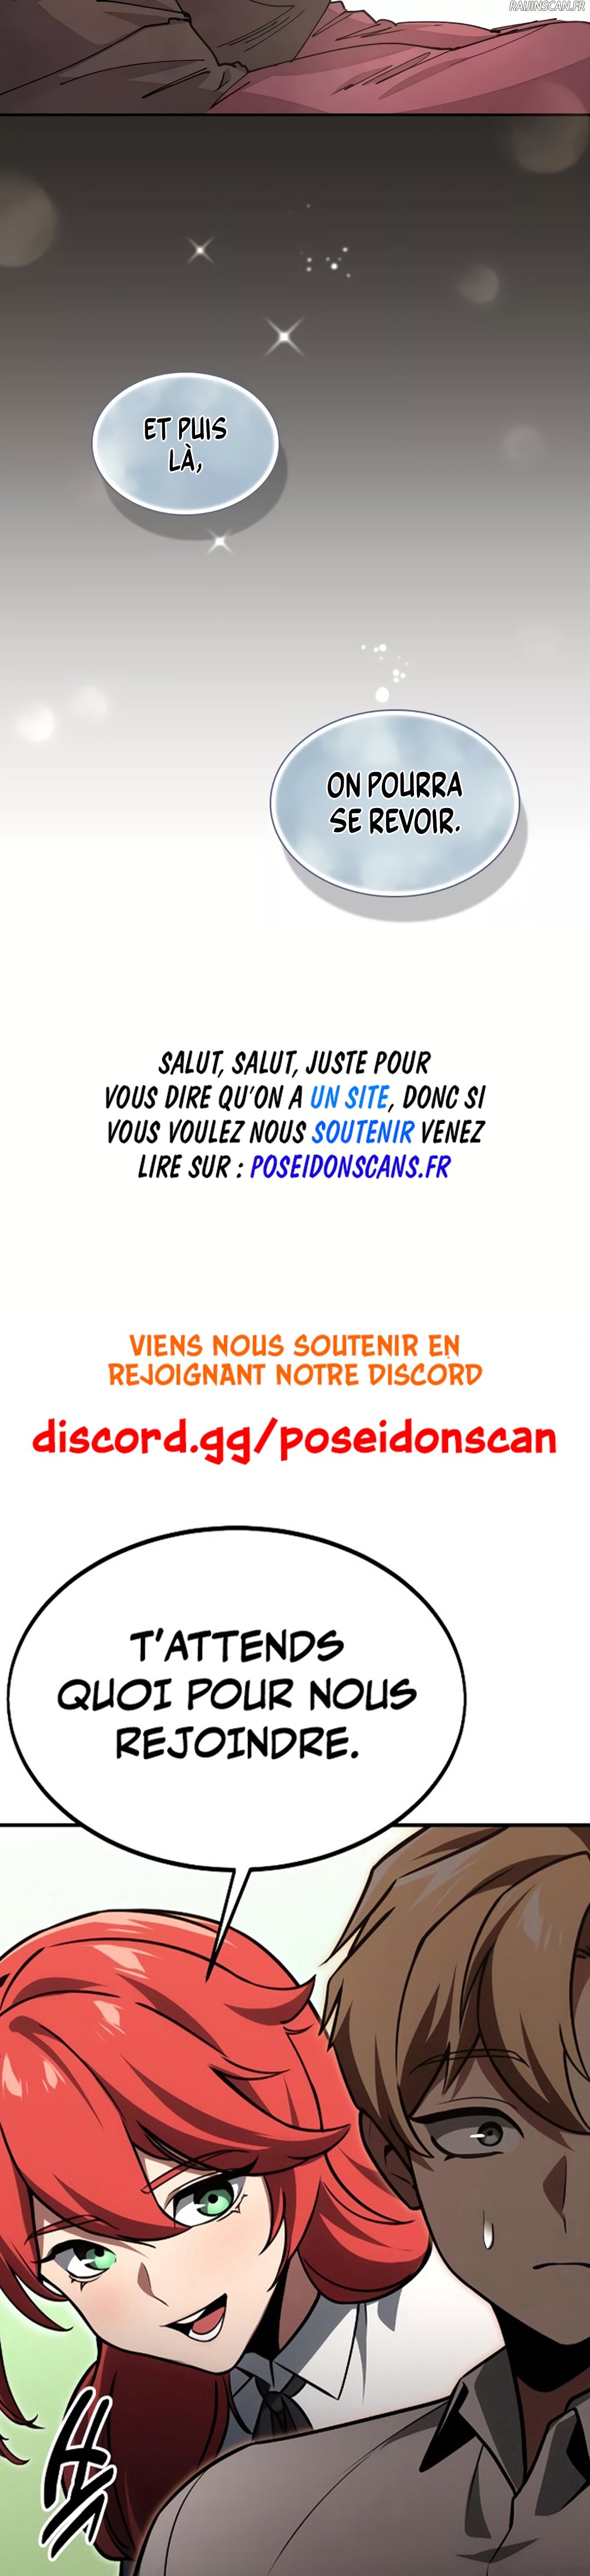 RAIJINSCAN.FR
ET PUIS
LÀ,
ON POURRA
SE REVOIR.
SALUT, SALUT, JUSTE POUR
VOUS DIRE QU'ON A UN SITE, DONC SI
VOUS VOULEZ NOUS SOUTENIR VENEZ
LIRE SUR : POSEIDONSCANS.FR
VIENS NOUS SOUTENIR EN
REJOIGNANT NOTRE DISCORD
discord.gg/poseidonscan
T'ATTENDS
QUOI POUR NOUS
REJOINDRE.